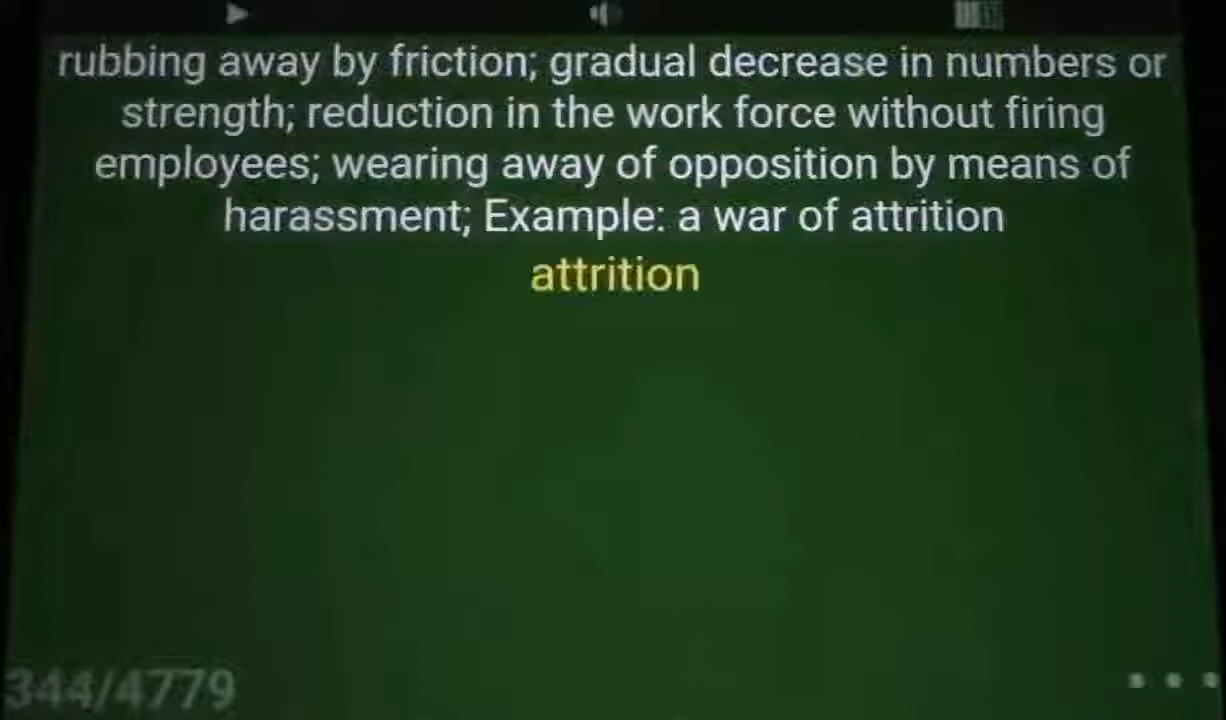 rubbing away by friction; gradual decrease in numbers or
strength; reduction in the work force without firing
employees; wearing away of opposition by means of
harassment; Example: a war of attrition
attrition
344/4779